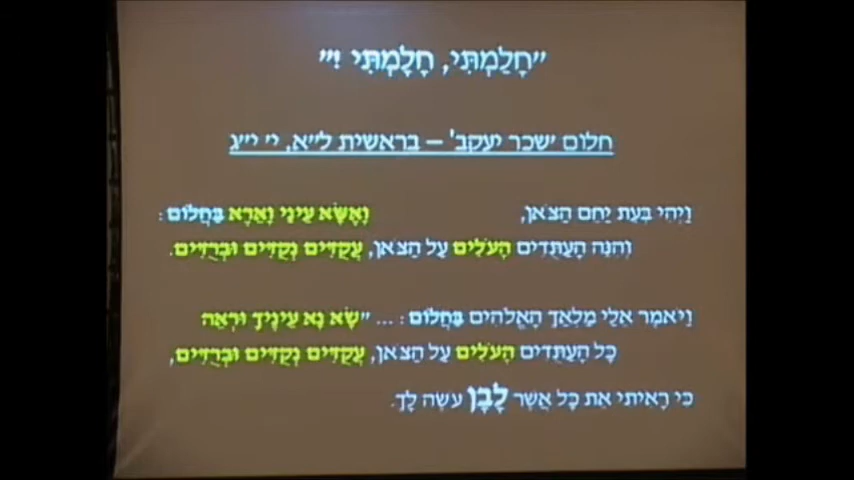 ״חָלַמְתִּי, חָלָמְתִּי !״
חלום 'שכר יעקב' – בראשית ל״א, י׳ י״ג
וַיְהִי בְּעֵת יַחֵם הַצֹּאן, וָאֶשָּׂא עֵינַי וָאֵרֶא בַּחֲלוֹם :
וְהִנֵּה הָעַתֻּדִים הָעֹלִים עַל הַצֹּאן, עֲקֻדִּים נְקֻדִּים וּבְרֻדִּים.
וַיֹּאמֶר אֵלַי מַלְאַךְ הָאֱלֹהִים בַּחֲלוֹם : ... ״שָׂא נָא עֵינֶיךָ וּרְאֵה
כָּל הָעַתֻּדִים הָעֹלִים עַל הַצֹּאן, עֲקֻדִּים נְקֻדִּים וּבְרֻדִּים,
כִּי רָאִיתִי אֵת כָּל אֲשֶׁר לָבָן עֹשֶׂה לָּךְ.